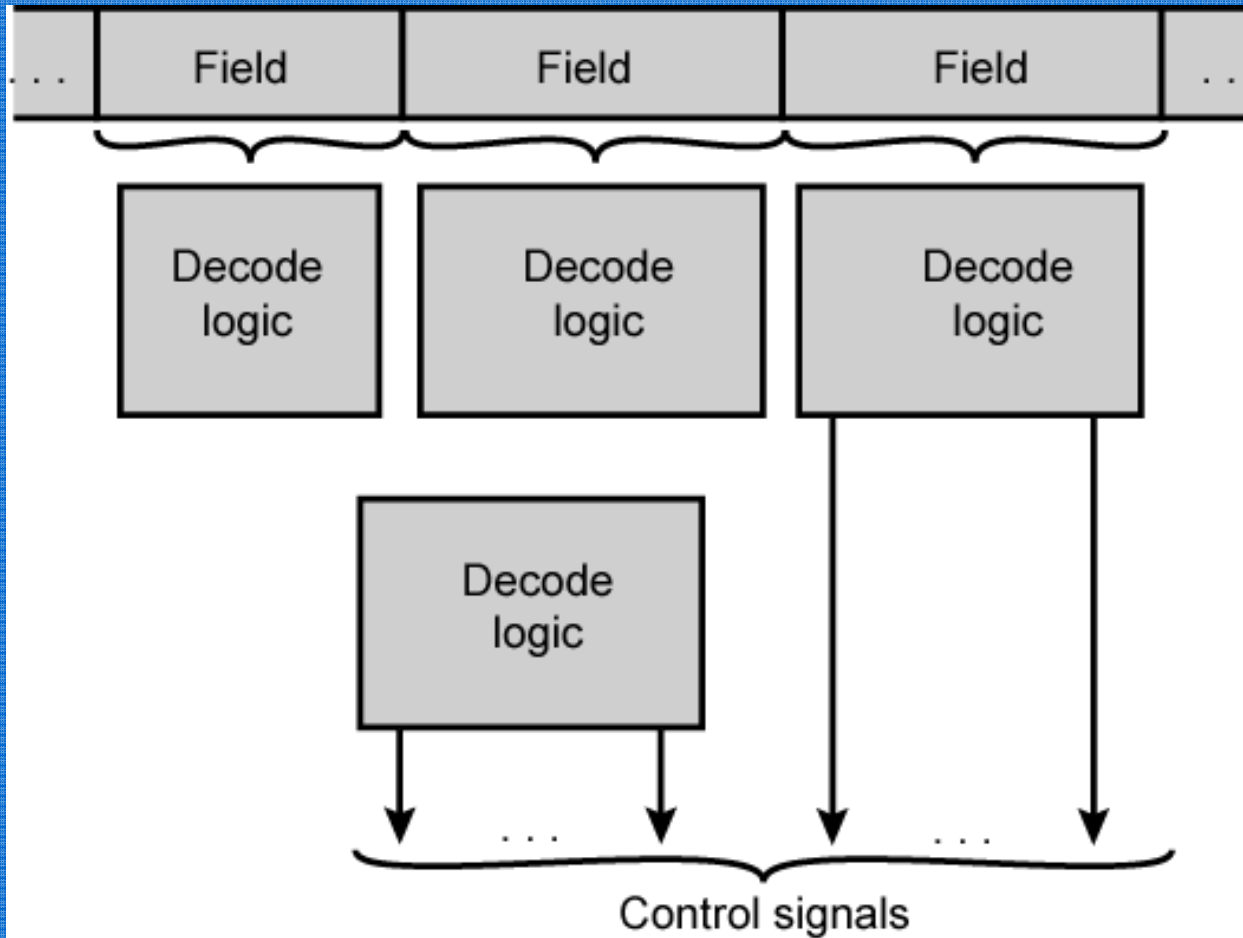 . . . Field Field Field . .
Decode Decode Decode
logic logic logic
Decode
logic
. . . . . .
Control signals